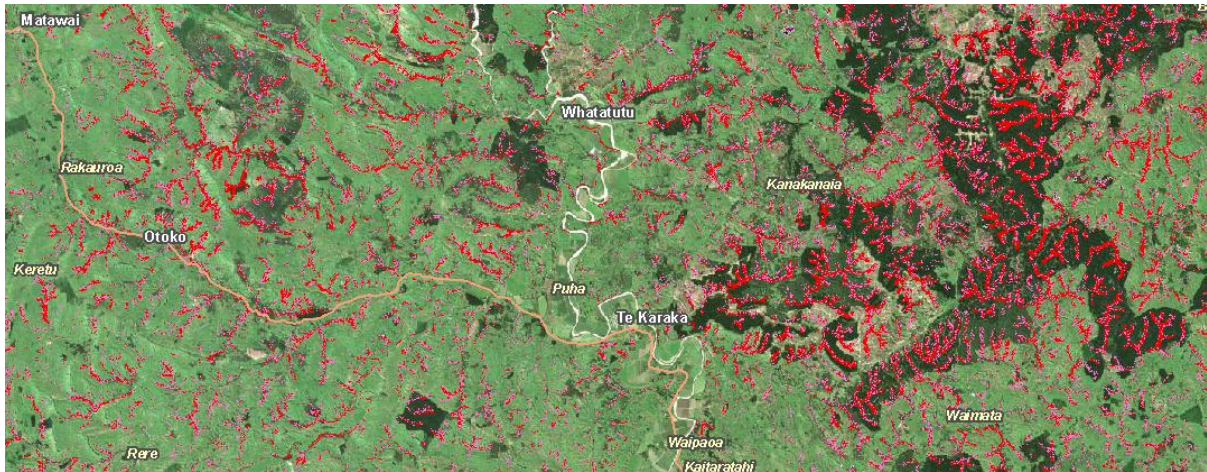 Matawai
Whatatutu
Rakauroa
Kanakanaia
Otoko
Keretu
Puha
Te Karaka
Waimata
Waipaoa
Rere
Kaitaratahi